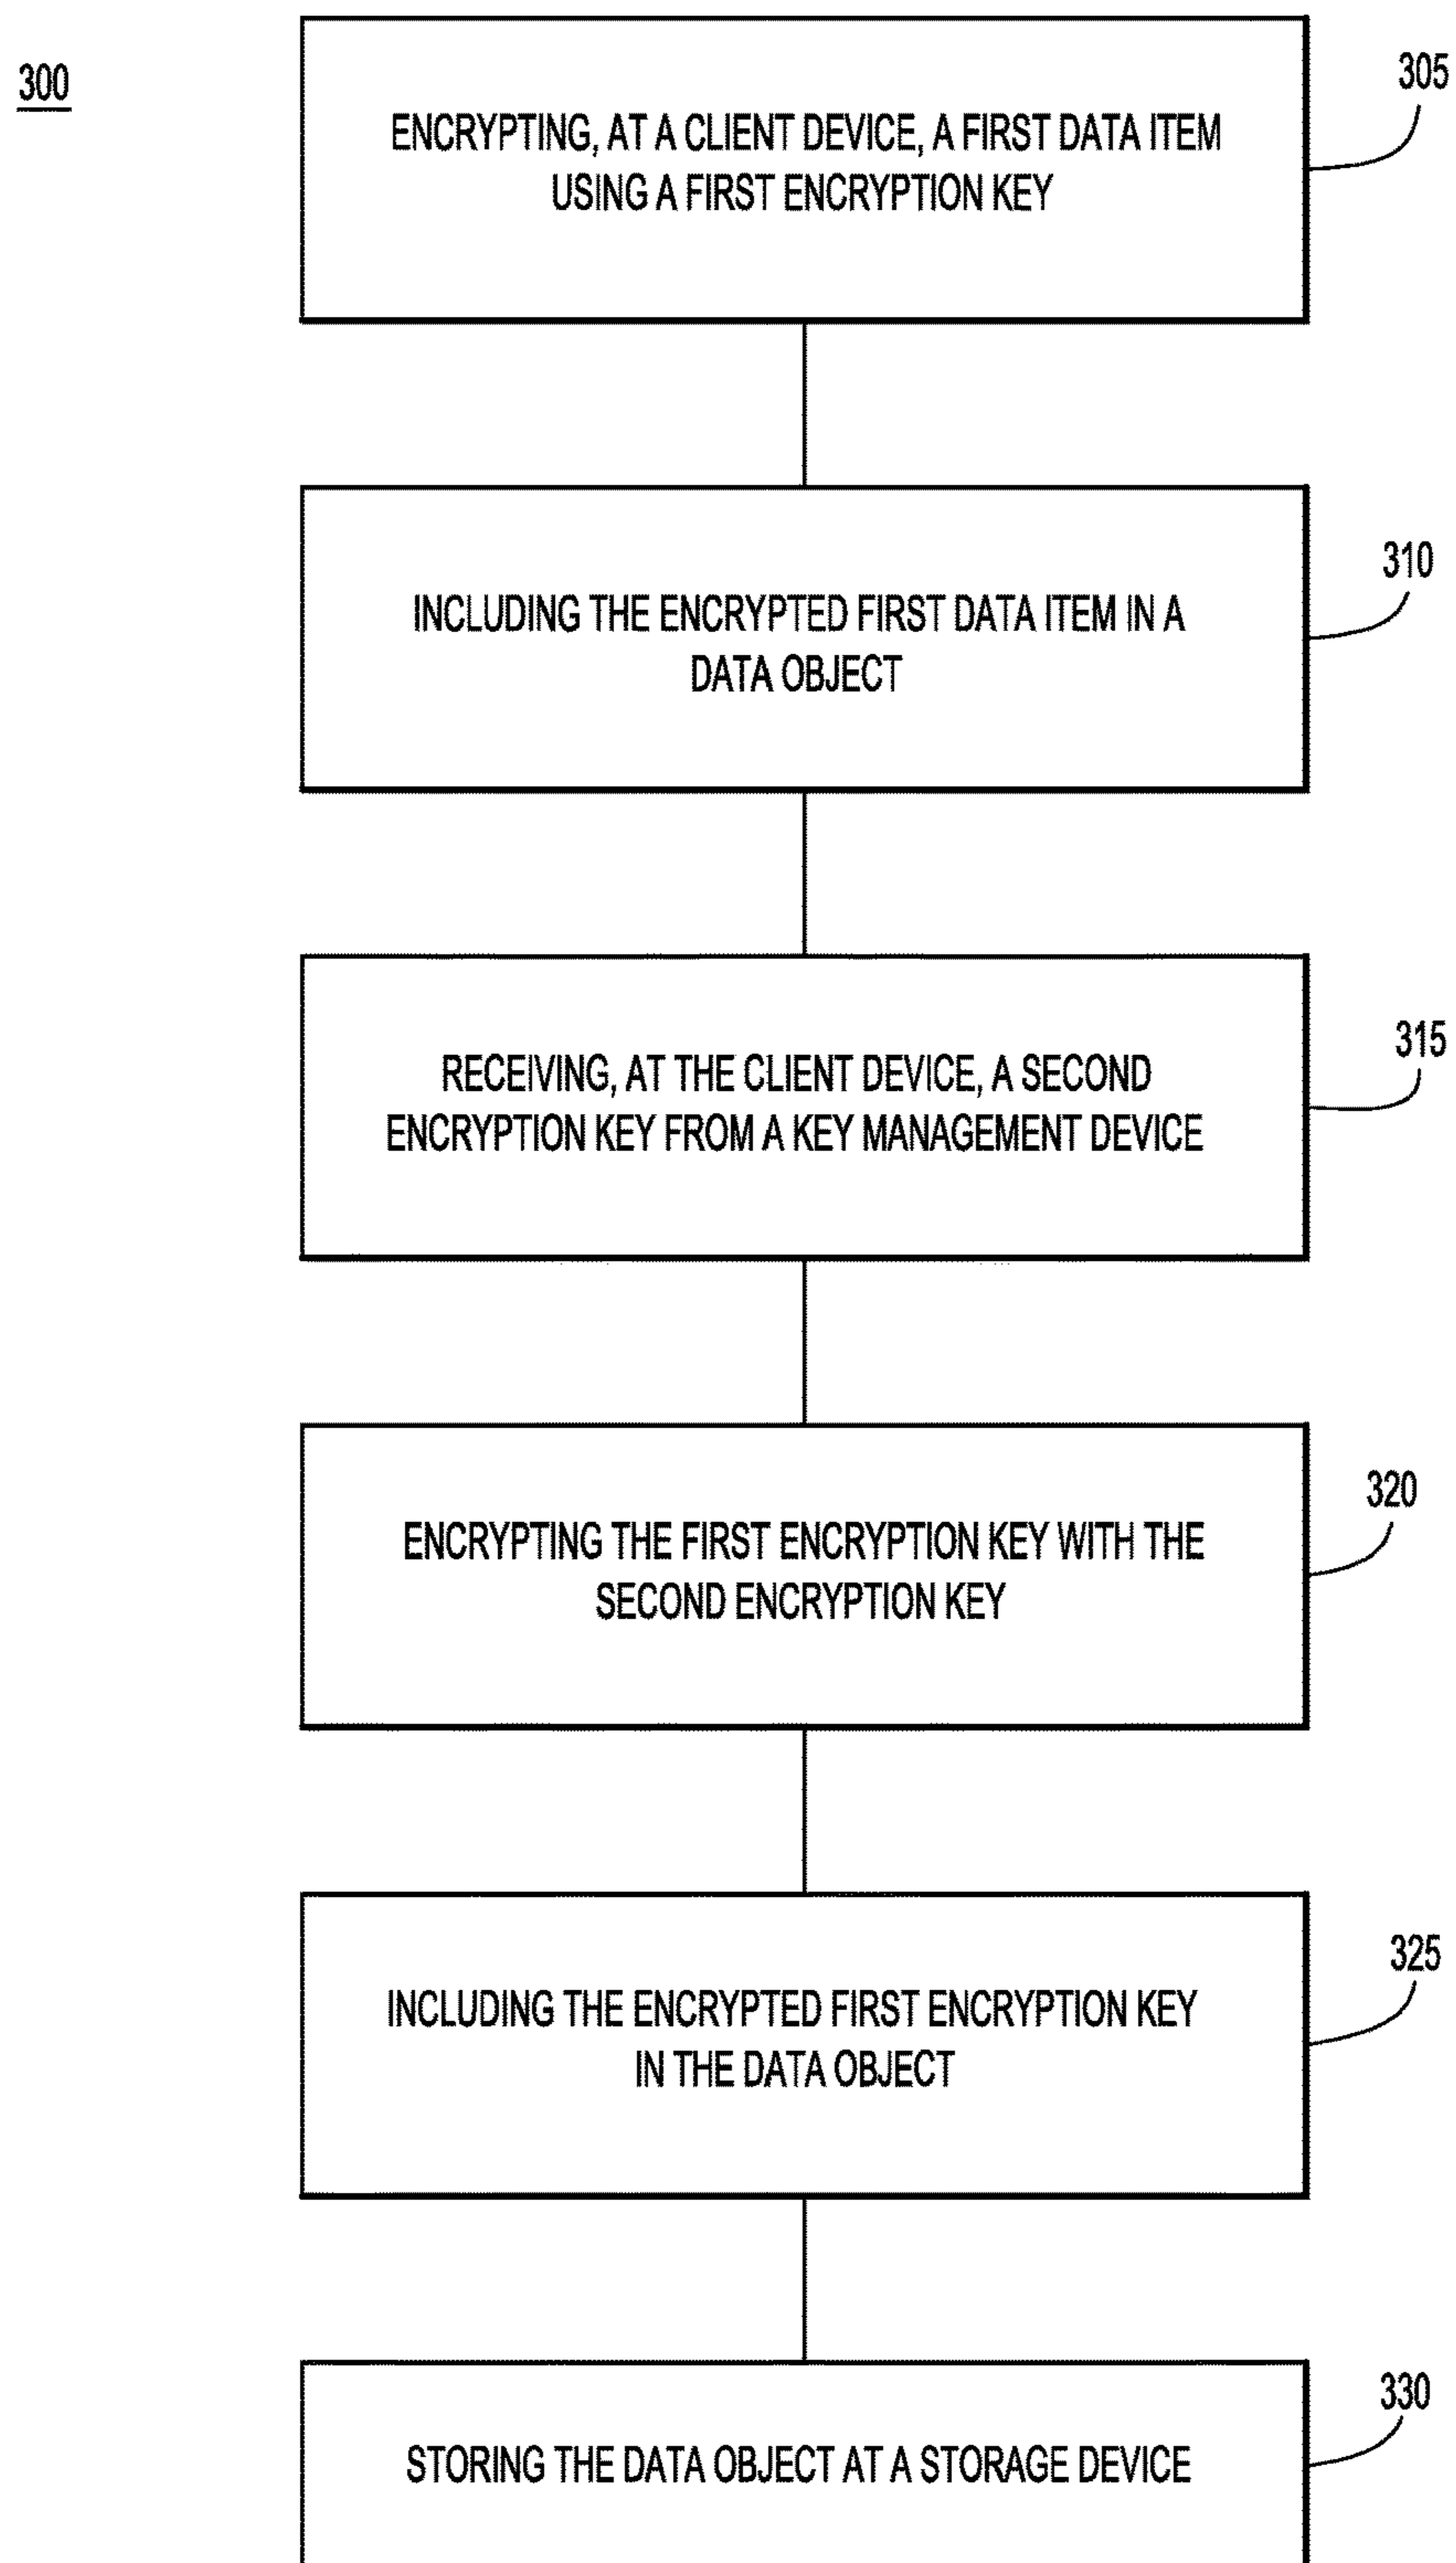 300
305
ENCRYPTING, AT A CLIENT DEVICE, A FIRST DATA ITEM
USING A FIRST ENCRYPTION KEY
310
INCLUDING THE ENCRYPTED FIRST DATA ITEM IN A
DATA OBJECT
315
RECEIVING, AT THE CLIENT DEVICE, A SECOND
ENCRYPTION KEY FROM A KEY MANAGEMENT DEVICE
320
ENCRYPTING THE FIRST ENCRYPTION KEY WITH THE
SECOND ENCRYPTION KEY
325
INCLUDING THE ENCRYPTED FIRST ENCRYPTION KEY
IN THE DATA OBJECT
330
STORING THE DATA OBJECT AT A STORAGE DEVICE